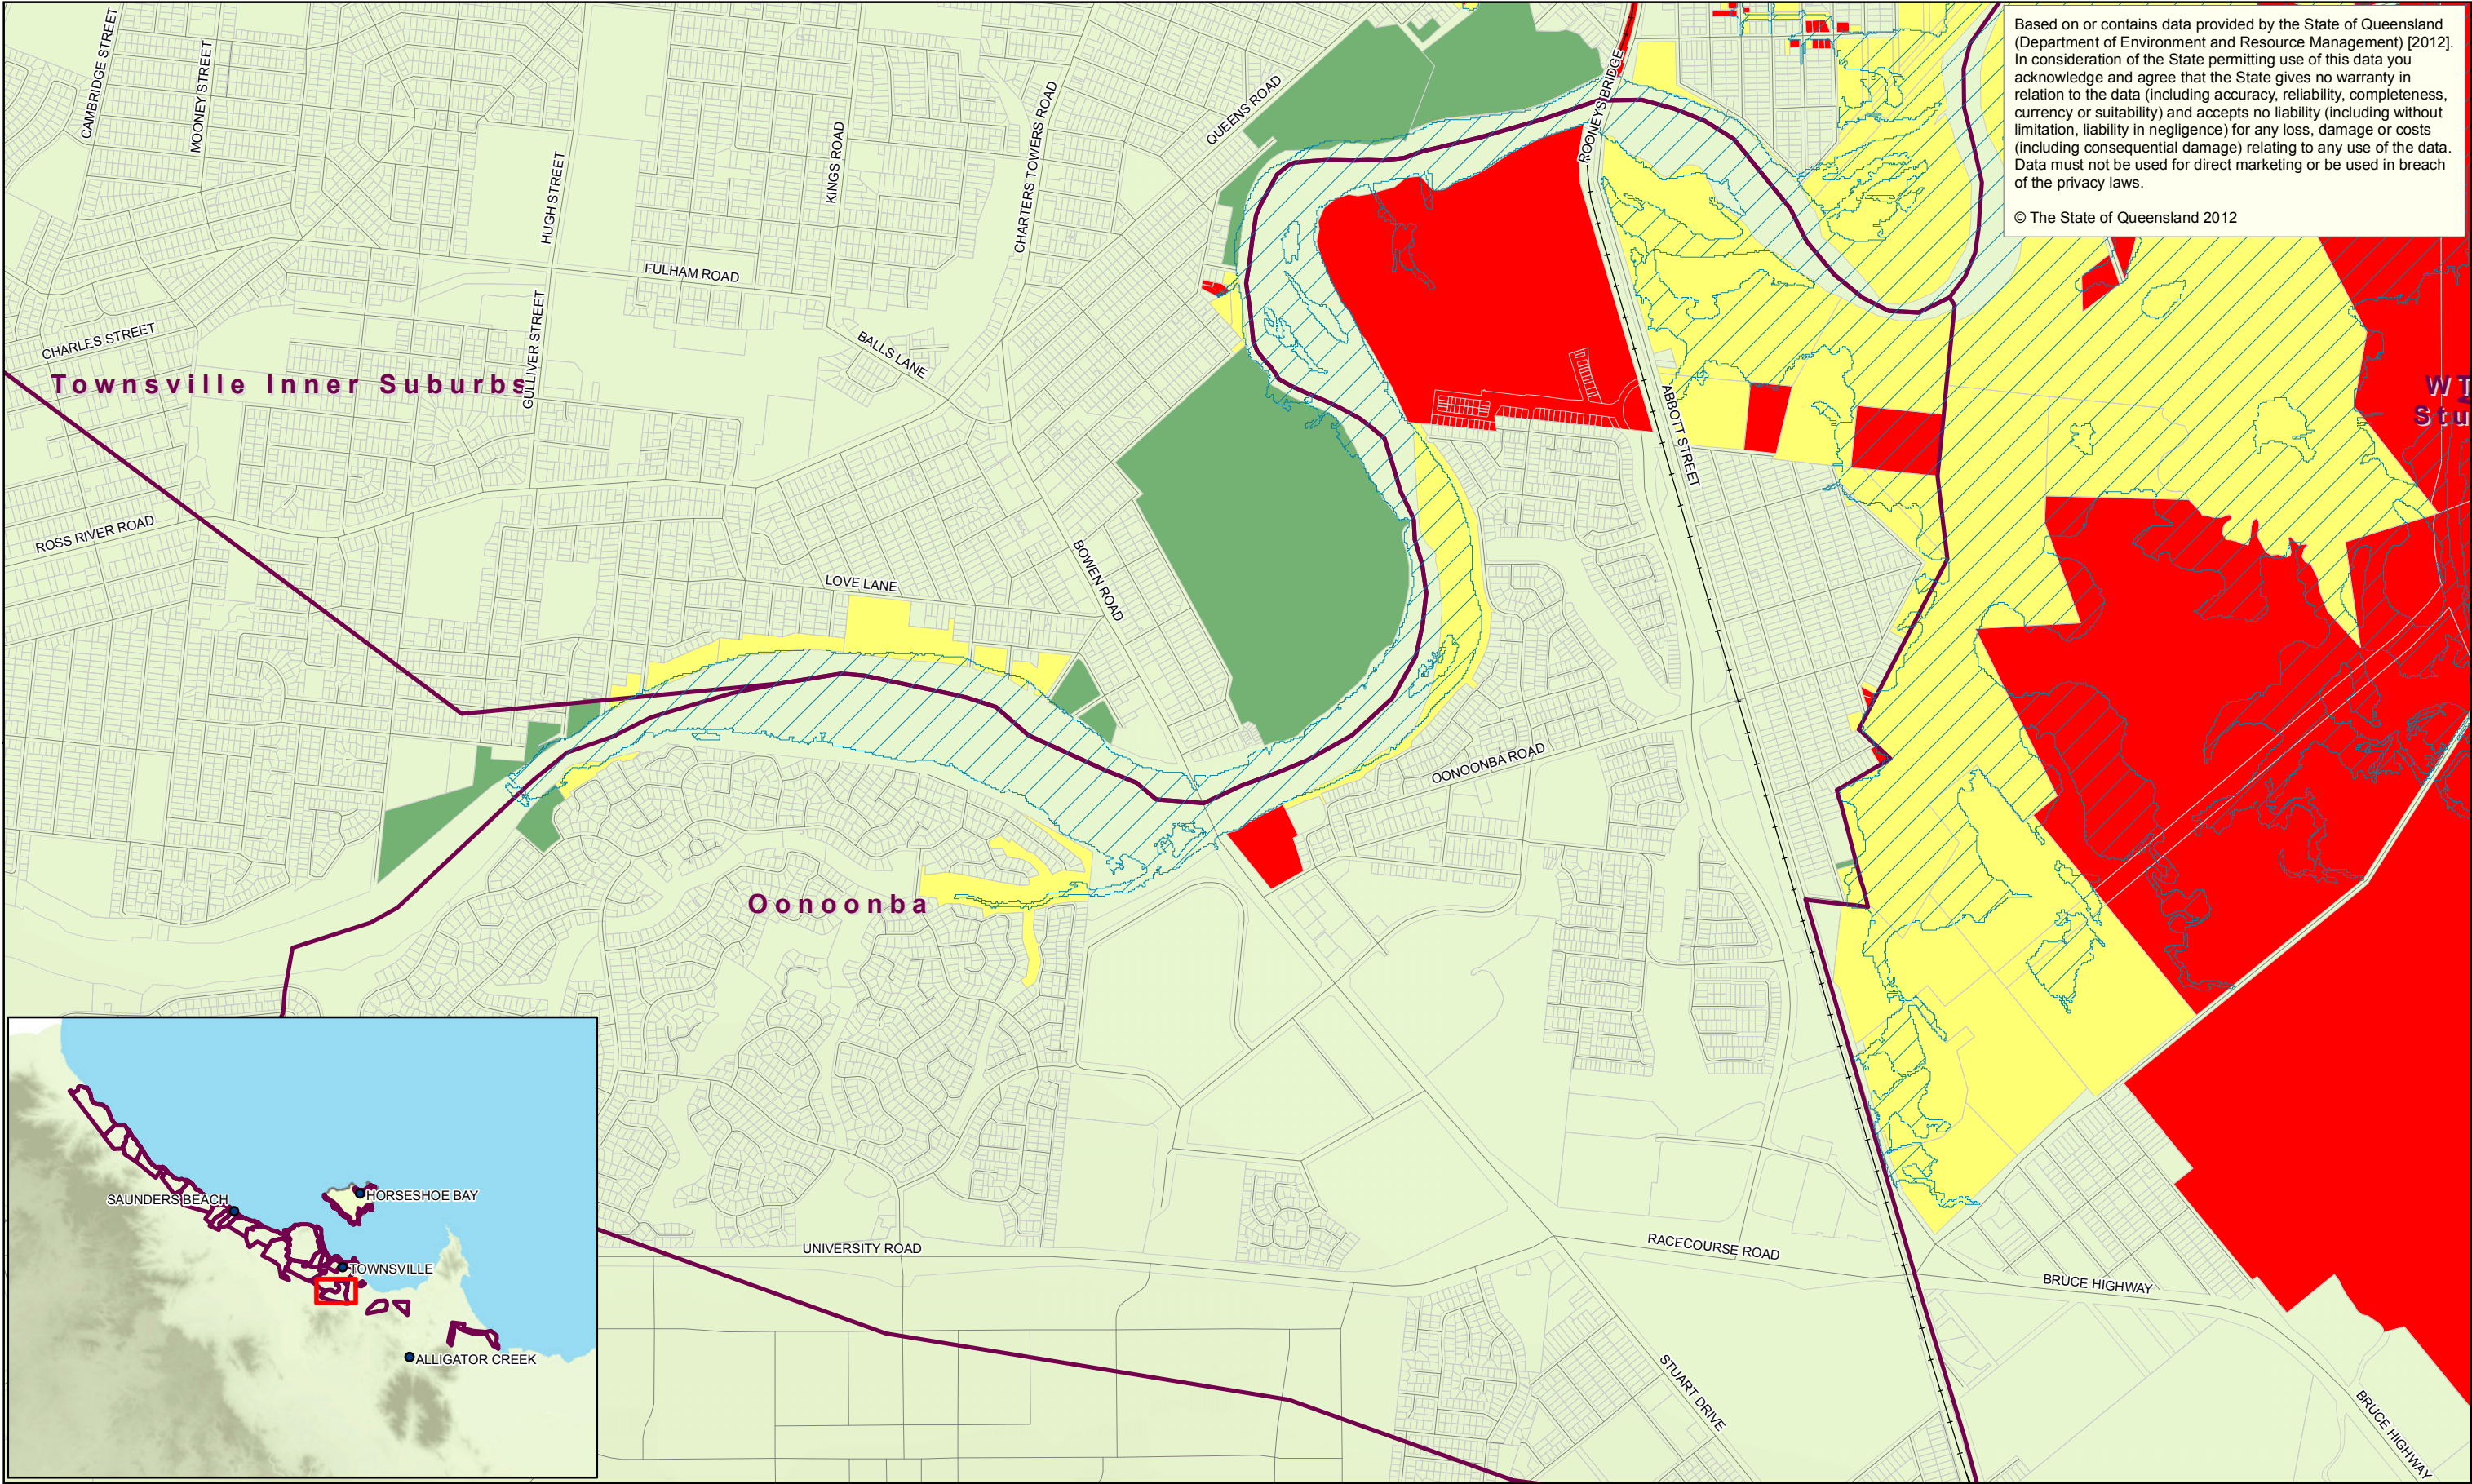 Based on or contains data provided by the State of Queensland
(Department of Environment and Resource Management) [2012].
In consideration of the State permitting use of this data you
acknowledge and agree that the State gives no warranty in
relation to the data (including accuracy, reliability, completeness,
currency or suitability) and accepts no liability (including without
limitation, liability in negligence) for any loss, damage or costs
(including consequential damage) relating to any use of the data.
Data must not be used for direct marketing or be used in breach
of the privacy laws.
© The State of Queensland 2012
CAMBRIDGE STREET
MOONEY STREET
HUGH STREET
KINGS ROAD
CHARTERS TOWERS ROAD
QUEENS ROAD
ROONEYS BRIDGE
FULHAM ROAD
CHARLES STREET
GULLIVER STREET
BALLS LANE
Townsville Inner Suburbs
ABBOTT STREET
WT
Stu
ROSS RIVER ROAD
LOVE LANE
BOWEN ROAD
OONOONBA ROAD
Oonoonba
UNIVERSITY ROAD
RACECOURSE ROAD
BRUCE HIGHWAY
STUART DRIVE
BRUCE HIGHWAY
SAUNDERS BEACH
HORSESHOE BAY
TOWNSVILLE
ALLIGATOR CREEK